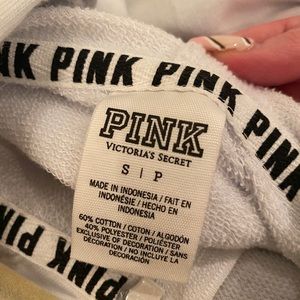 PINK PINK PINK PINK
PINK
VICTORIA'S SECRET
S | P
MADE IN INDONESIA / FAIT EN
INDONÉSIE / HECHO EN
INDONESIA
60% COTTON / COTON / ALGODÓN
40% POLYESTER / POLIÉSTER
EXCLUSIVE OF DECORATION / SANS
DÉCORATION / NO INCLUYE LA
DECORACIÓN
PINK PINK